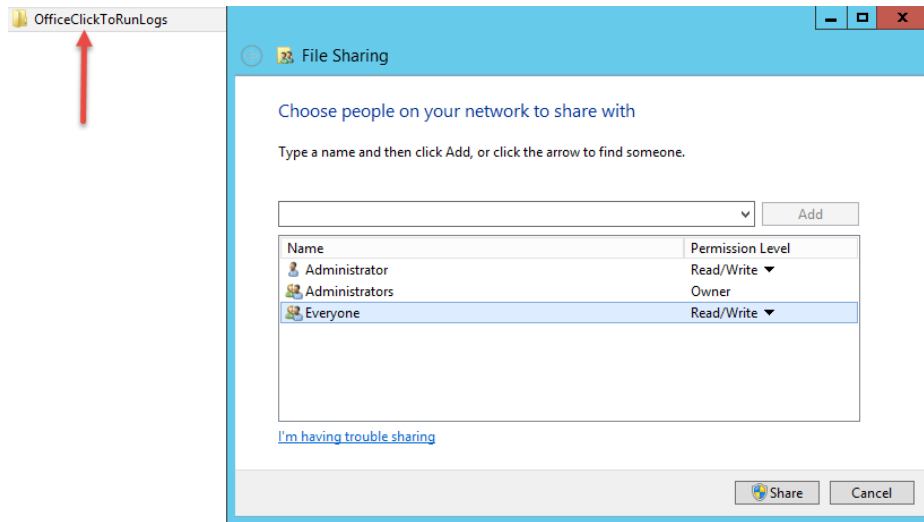 OfficeClickToRunLogs
File Sharing
Choose people on your network to share with
Type a name and then click Add, or click the arrow to find someone.
Add
Name Permission Level
Administrator Read/Write
Administrators Owner
Everyone Read/Write
I'm having trouble sharing
Share Cancel